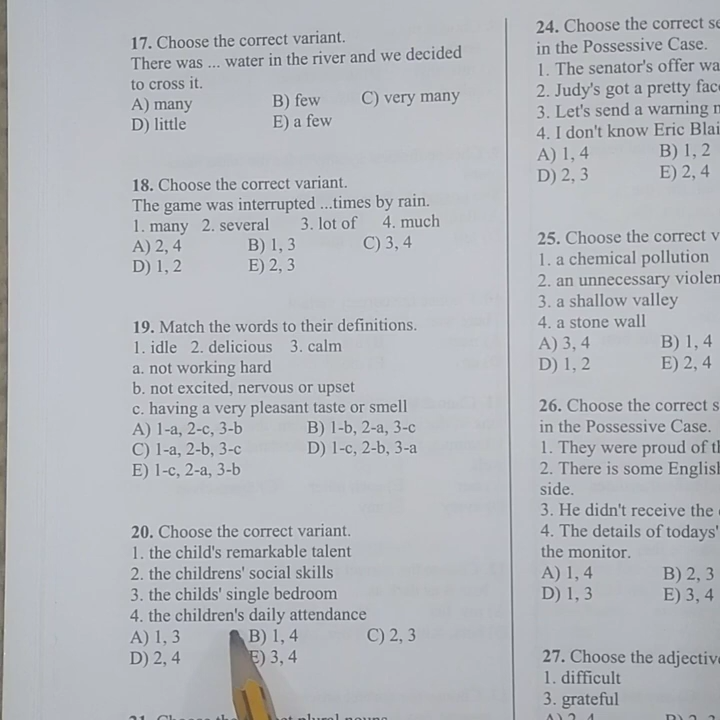 17. Choose the correct variant.
There was ... water in the river and we decided
to cross it.
A) many B) few C) very many
D) little E) a few
18. Choose the correct variant.
The game was interrupted ...times by rain.
1. many 2. several 3. lot of 4. much
A) 2, 4 B) 1, 3 C) 3, 4
D) 1, 2 E) 2, 3
19. Match the words to their definitions.
1. idle 2. delicious 3. calm
a. not working hard
b. not excited, nervous or upset
c. having a very pleasant taste or smell
A) 1-a, 2-c, 3-b B) 1-b, 2-a, 3-c
C) 1-a, 2-b, 3-c D) 1-c, 2-b, 3-a
E) 1-c, 2-a, 3-b
20. Choose the correct variant.
1. the child's remarkable talent
2. the childrens' social skills
3. the childs' single bedroom
4. the children's daily attendance
A) 1, 3 B) 1, 4 C) 2, 3
D) 2, 4 E) 3, 4
plural nouns
24. Choose the correct
in the Possessive Case.
1. The senator's offer
2. Judy's got a pretty
3. Let's send a warning
4. I don't know Eric
A) 1, 4 B) 1, 2
D) 2, 3 E) 2, 4
25. Choose the correct
1. a chemical pollution
2. an unnecessary
3. a shallow valley
4. a stone wall
A) 3, 4 B) 1, 4
D) 1, 2 E) 2, 4
26. Choose the correct
in the Possessive Case.
1. They were proud of
2. There is some
side.
3. He didn't receive the
4. The details of todays'
the monitor.
A) 1, 4 B) 2, 3
D) 1, 3 E) 3, 4
27. Choose the
1. difficult
3. grateful